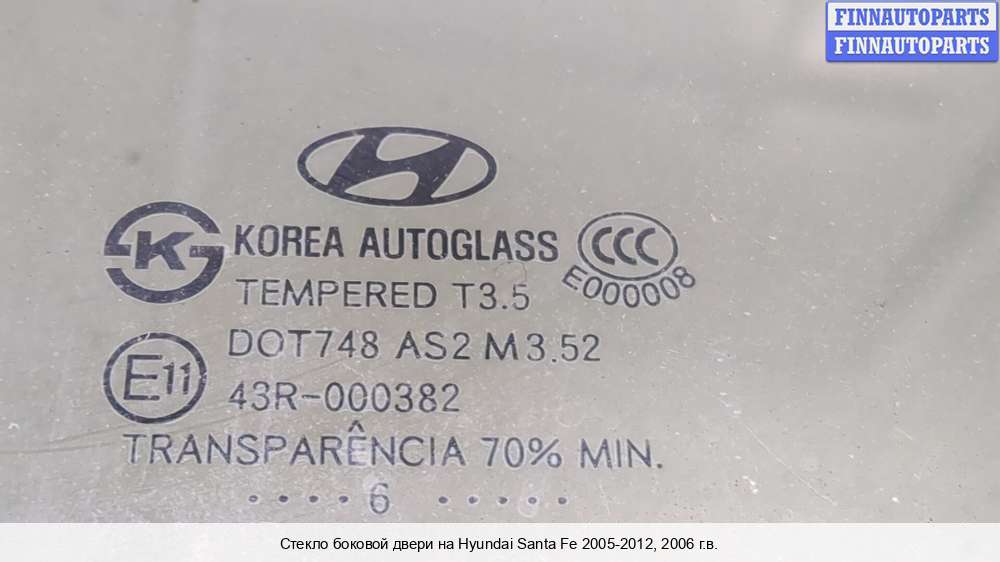 FINNAUTOPARTS
FINNAUTOPARTS
KOREA AUTOGLASS
CCC
E000008
K
TEMPERED T3.5
DOT748 AS2 M3.52
E11
43R-000382
TRANSPARÊNCIA 70% MIN.
....6 .....
Стекло боковой двери на Hyundai Santa Fe 2005-2012, 2006 г.в.